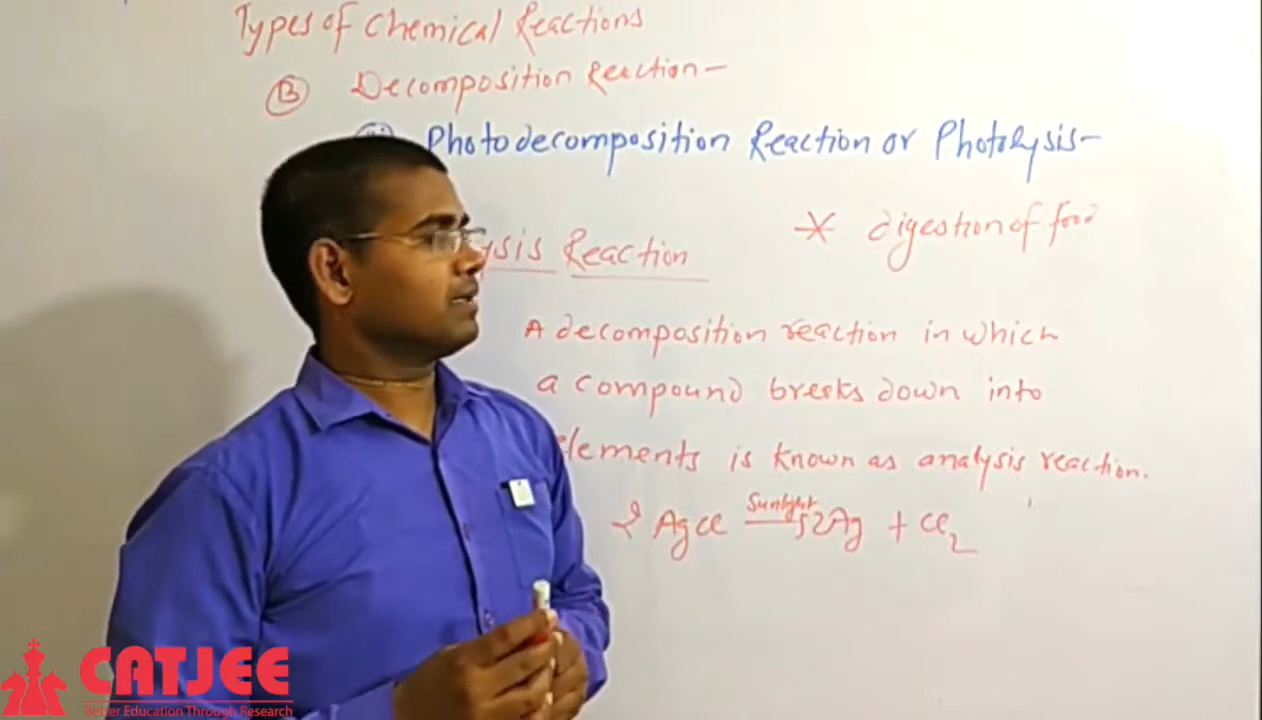 Types of Chemical Reactions
B Decomposition Reaction-
Photodecomposition Reaction or Photolysis-
* digestion of food
ysis Reaction
A decomposition reaction in which
a compound breaks down into
elements is known as analysis reaction.
2 AgCl Sunlight→ 2Ag + Cl2
CATJEE
Better Education Through Research